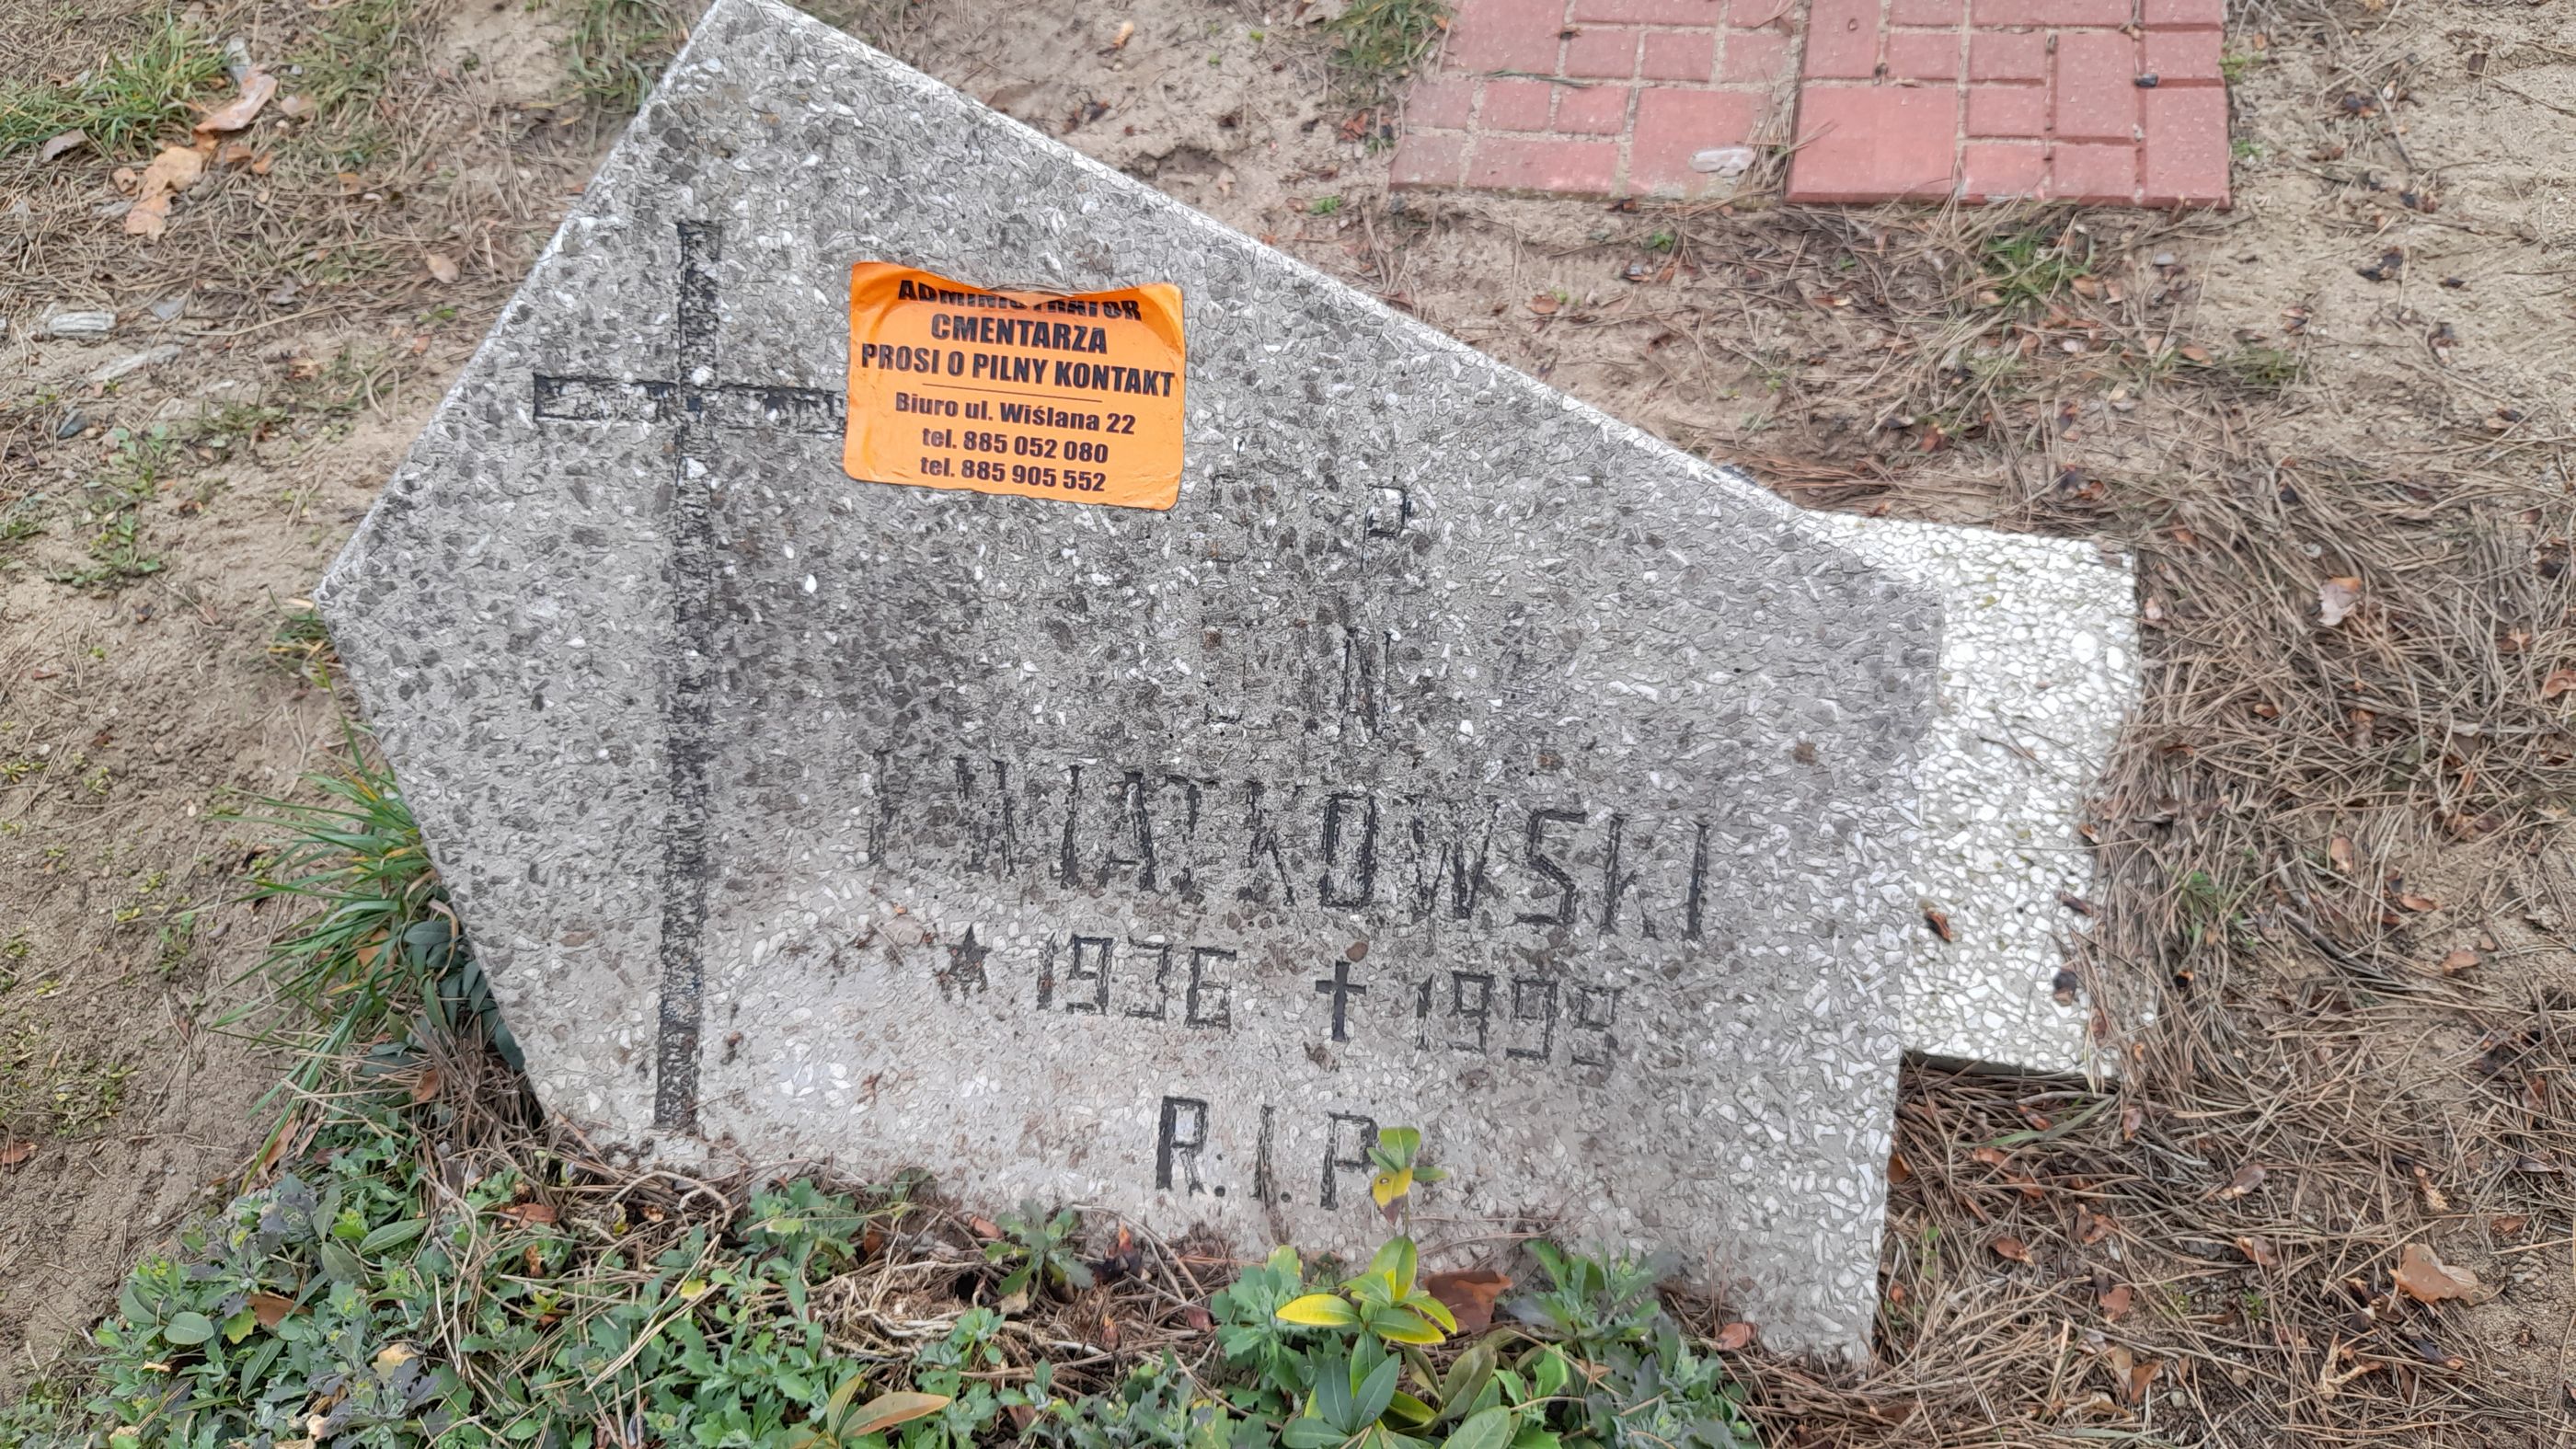 ADMINISTRATOR
CMENTARZA
PROSI O PILNY KONTAKT
Biuro ul. Wiślana 22
tel. 885 052 080
tel. 885 905 552
KWIATKOWSKI
★ 1936 ✝ 1999
R.I.P